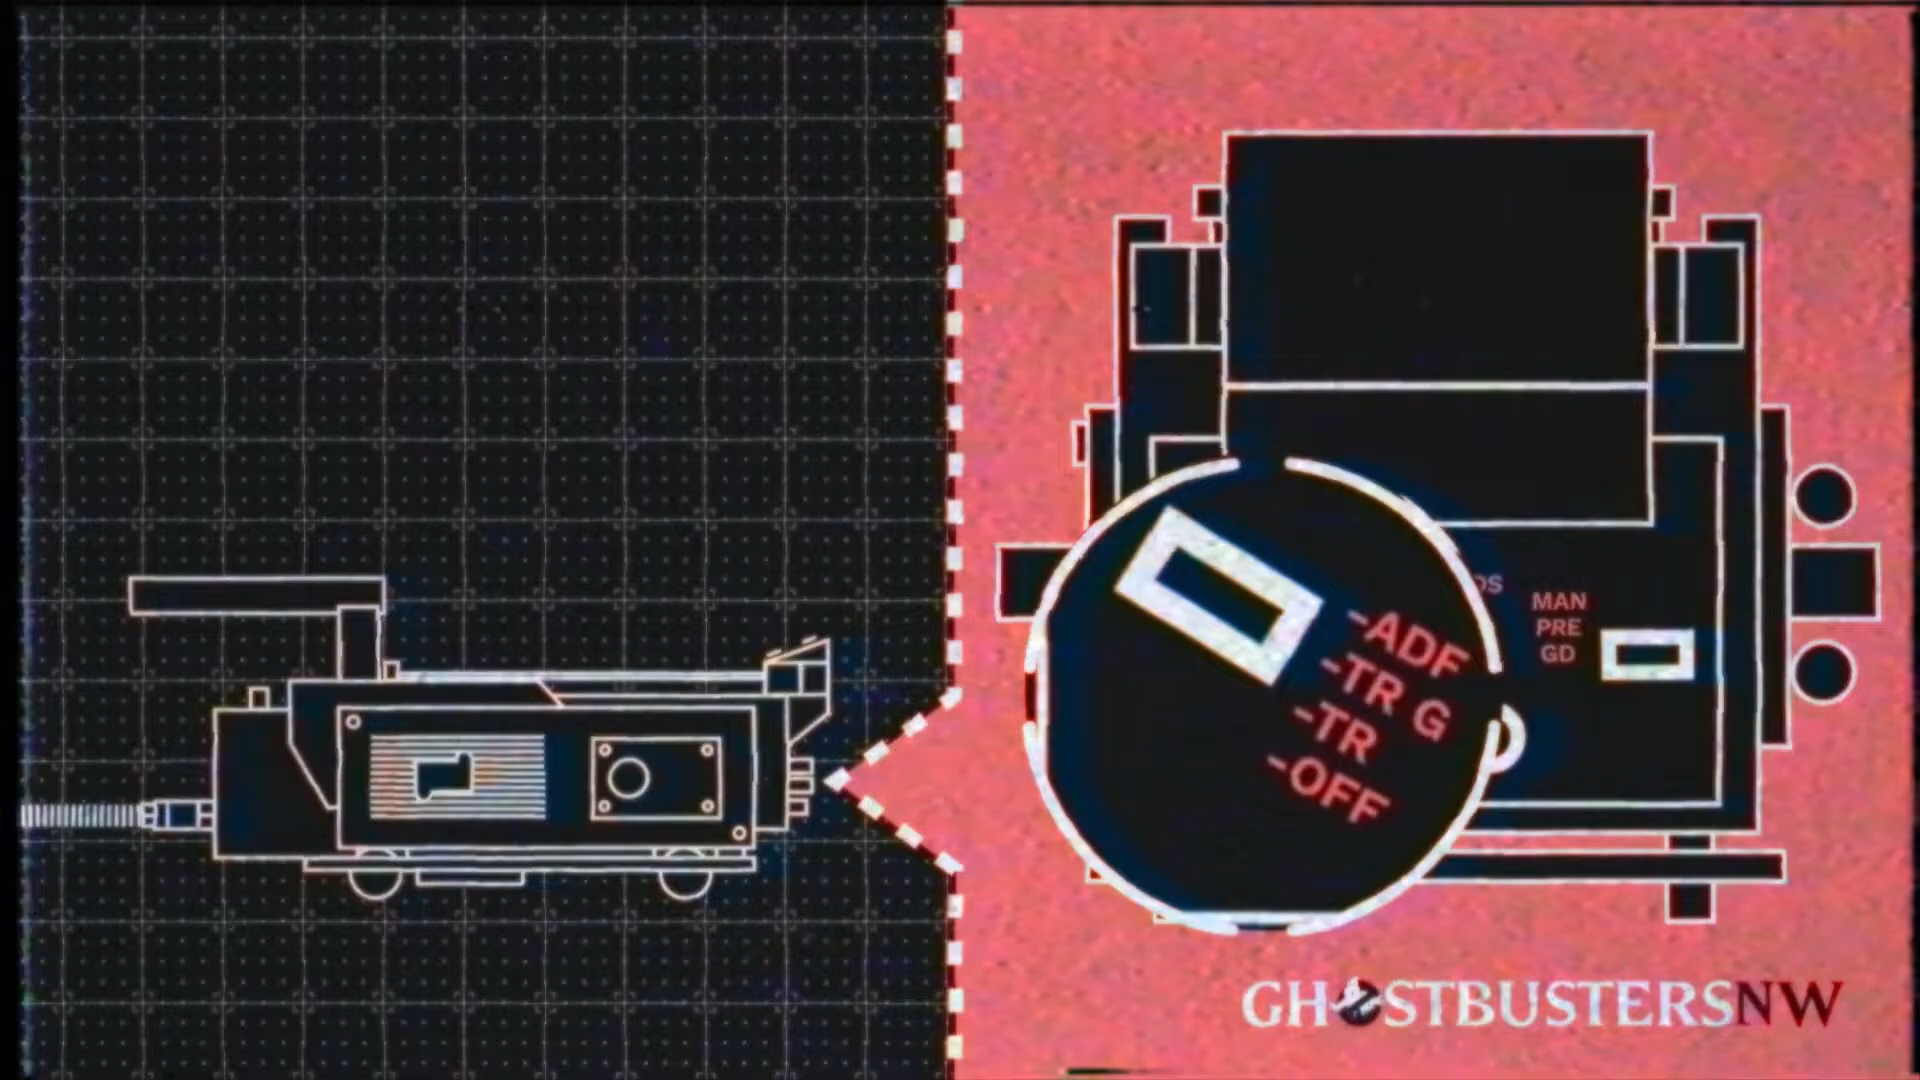 -ADF
-TR G
-TR
-OFF
MAN
PRE
GD
GHOSTBUSTERSNW